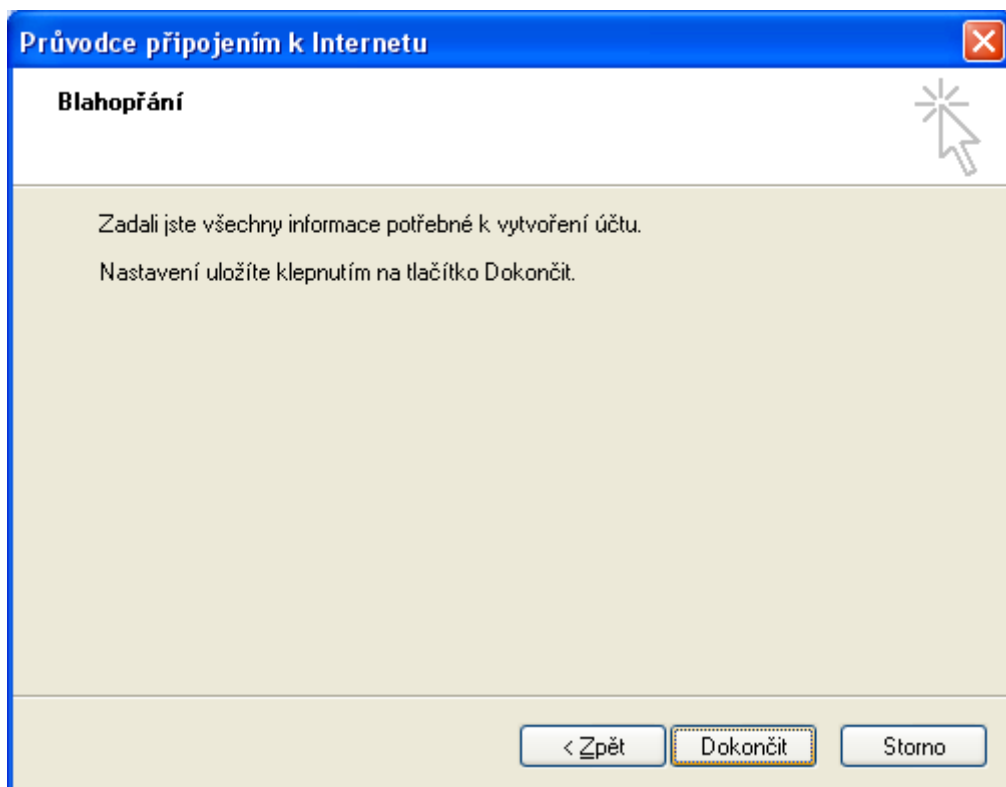 Průvodce připojením k Internetu
Blahopřání
Zadali jste všechny informace potřebné k vytvoření účtu.
Nastavení uložíte klepnutím na tlačítko Dokončit.
< Zpět
Dokončit
Storno